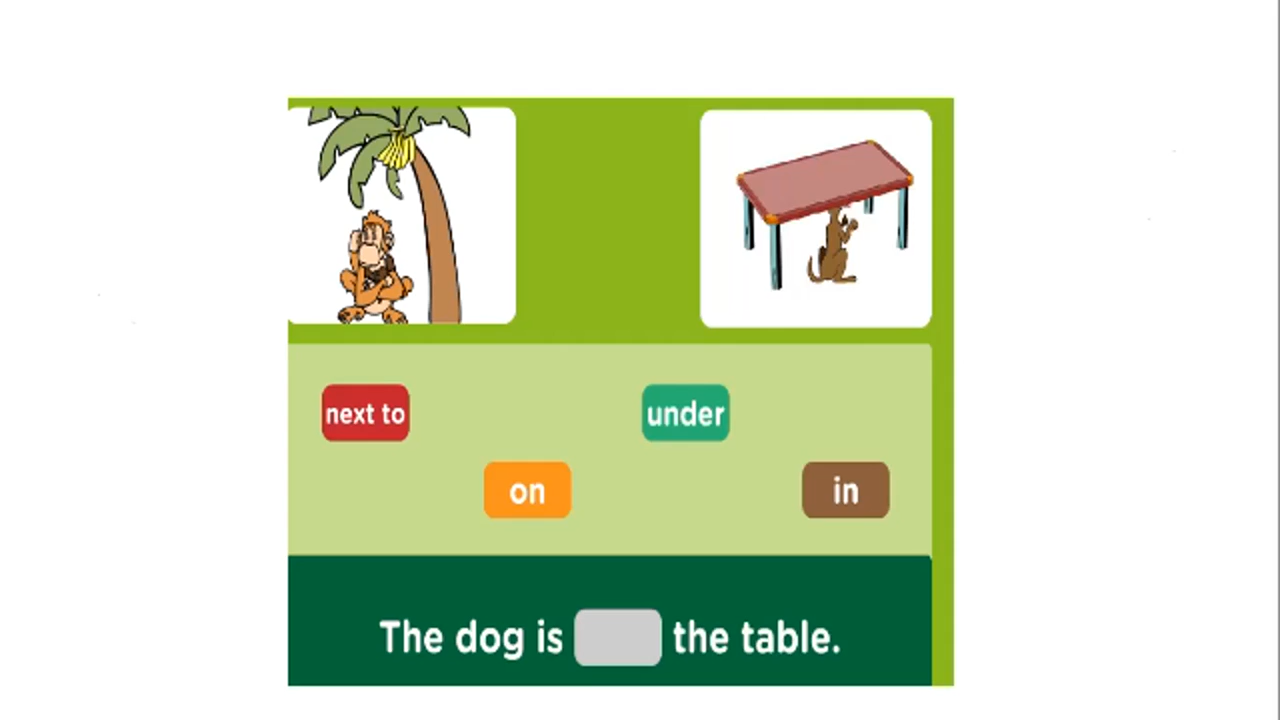 next to
under
on
in
The dog is the table.